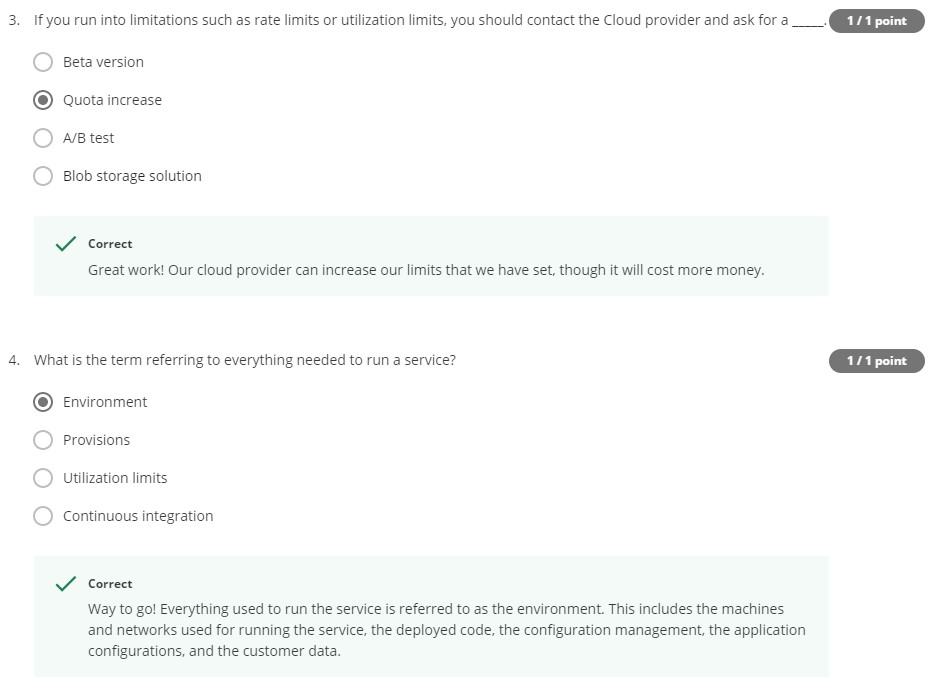 3. If you run into limitations such as rate limits or utilization limits, you should contact the Cloud provider and ask for a _____. 1 / 1 point
Beta version
Quota increase
A/B test
Blob storage solution
Correct
Great work! Our cloud provider can increase our limits that we have set, though it will cost more money.
4. What is the term referring to everything needed to run a service? 1 / 1 point
Environment
Provisions
Utilization limits
Continuous integration
Correct
Way to go! Everything used to run the service is referred to as the environment. This includes the machines
and networks used for running the service, the deployed code, the configuration management, the application
configurations, and the customer data.